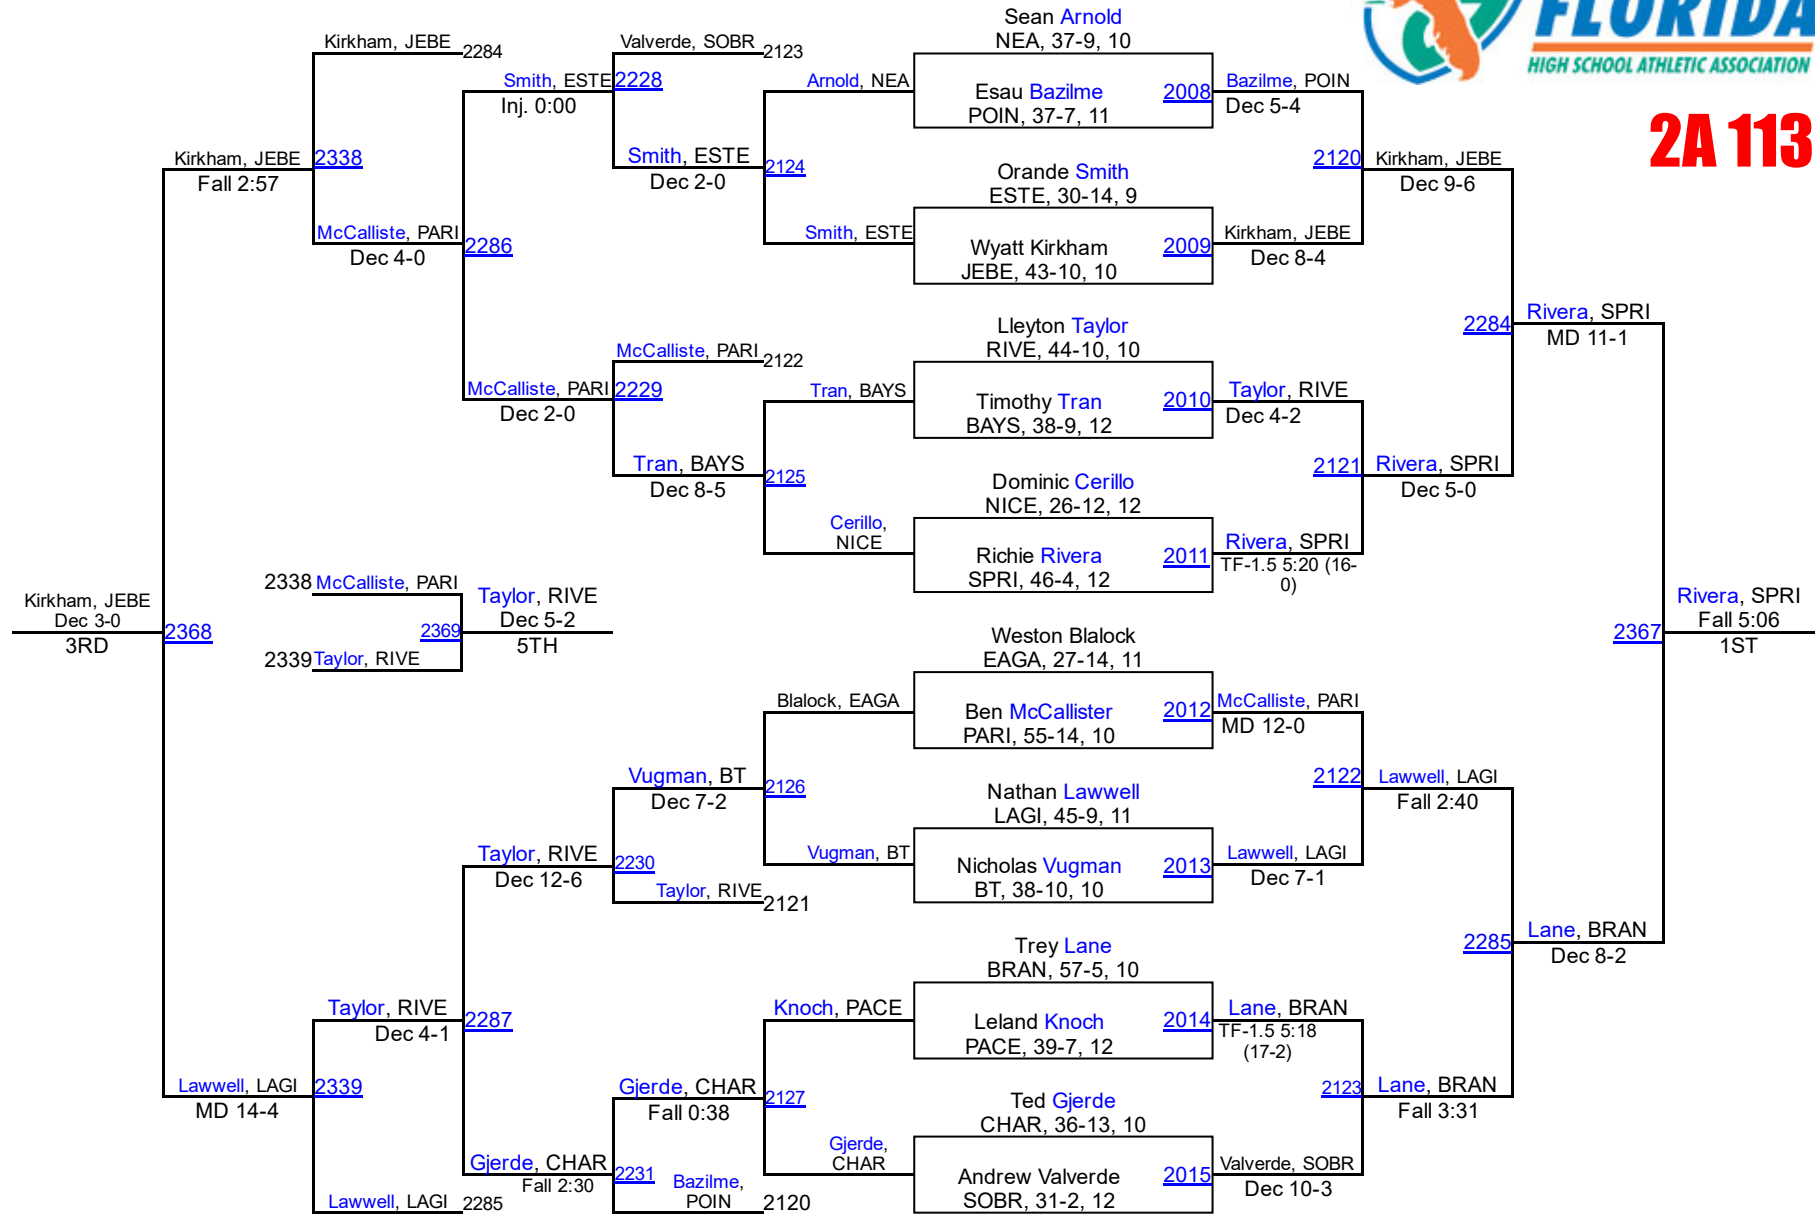 FLORIDA
HIGH SCHOOL ATHLETIC ASSOCIATION
2A 113
Kirkham, JEBE 2284
Smith, ESTE 2228
Inj. 0:00
Valverde, SOBR 2123
Smith, ESTE 2124
Dec 2-0
Arnold, NEA
Smith, ESTE
Kirkham, JEBE 2338
Fall 2:57
McCalliste, PARI 2286
Dec 4-0
McCalliste, PARI 2229
Dec 2-0
McCalliste, PARI 2122
Tran, BAYS 2125
Dec 8-5
Tran, BAYS
Cerillo,
NICE
Kirkham, JEBE
Dec 3-0
3RD
2368
2338 McCalliste, PARI
2339 Taylor, RIVE
2369
Taylor, RIVE
Dec 5-2
5TH
Blalock, EAGA
Vugman, BT 2126
Dec 7-2
Vugman, BT
Taylor, RIVE 2230
Dec 12-6
Taylor, RIVE 2121
Taylor, RIVE 2287
Dec 4-1
Lawwell, LAGI 2339
MD 14-4
Lawwell, LAGI 2285
Knoch, PACE
Gjerde, CHAR 2127
Fall 0:38
Gjerde,
CHAR
Gjerde, CHAR 2231
Fall 2:30
Bazilme,
POIN 2120
Sean Arnold
NEA, 37-9, 10
Esau Bazilme 2008
POIN, 37-7, 11
Orande Smith
ESTE, 30-14, 9
Wyatt Kirkham 2009
JEBE, 43-10, 10
Lleyton Taylor
RIVE, 44-10, 10
Timothy Tran 2010
BAYS, 38-9, 12
Dominic Cerillo
NICE, 26-12, 12
Richie Rivera 2011
SPRI, 46-4, 12
Weston Blalock
EAGA, 27-14, 11
Ben McCallister 2012
PARI, 55-14, 10
Nathan Lawwell
LAGI, 45-9, 11
Nicholas Vugman 2013
BT, 38-10, 10
Trey Lane
BRAN, 57-5, 10
Leland Knoch 2014
PACE, 39-7, 12
Ted Gjerde
CHAR, 36-13, 10
Andrew Valverde 2015
SOBR, 31-2, 12
Bazilme, POIN
Dec 5-4
Kirkham, JEBE
Dec 8-4
Taylor, RIVE
Dec 4-2
Rivera, SPRI
TF-1.5 5:20 (16-
0)
McCalliste, PARI
MD 12-0
Lawwell, LAGI
Dec 7-1
Lane, BRAN
TF-1.5 5:18
(17-2)
Valverde, SOBR
Dec 10-3
2120 Kirkham, JEBE
Dec 9-6
2121 Rivera, SPRI
Dec 5-0
2122 Lawwell, LAGI
Fall 2:40
2123 Lane, BRAN
Fall 3:31
2284 Rivera, SPRI
MD 11-1
2285 Lane, BRAN
Dec 8-2
2367
Rivera, SPRI
Fall 5:06
1ST